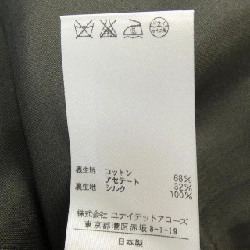 表生地 コットン 68%
アセテート 32%
裏生地 シルク 100%
株式会社 ユナイテッドアローズ
東京都港区赤坂8-1-19
日本製